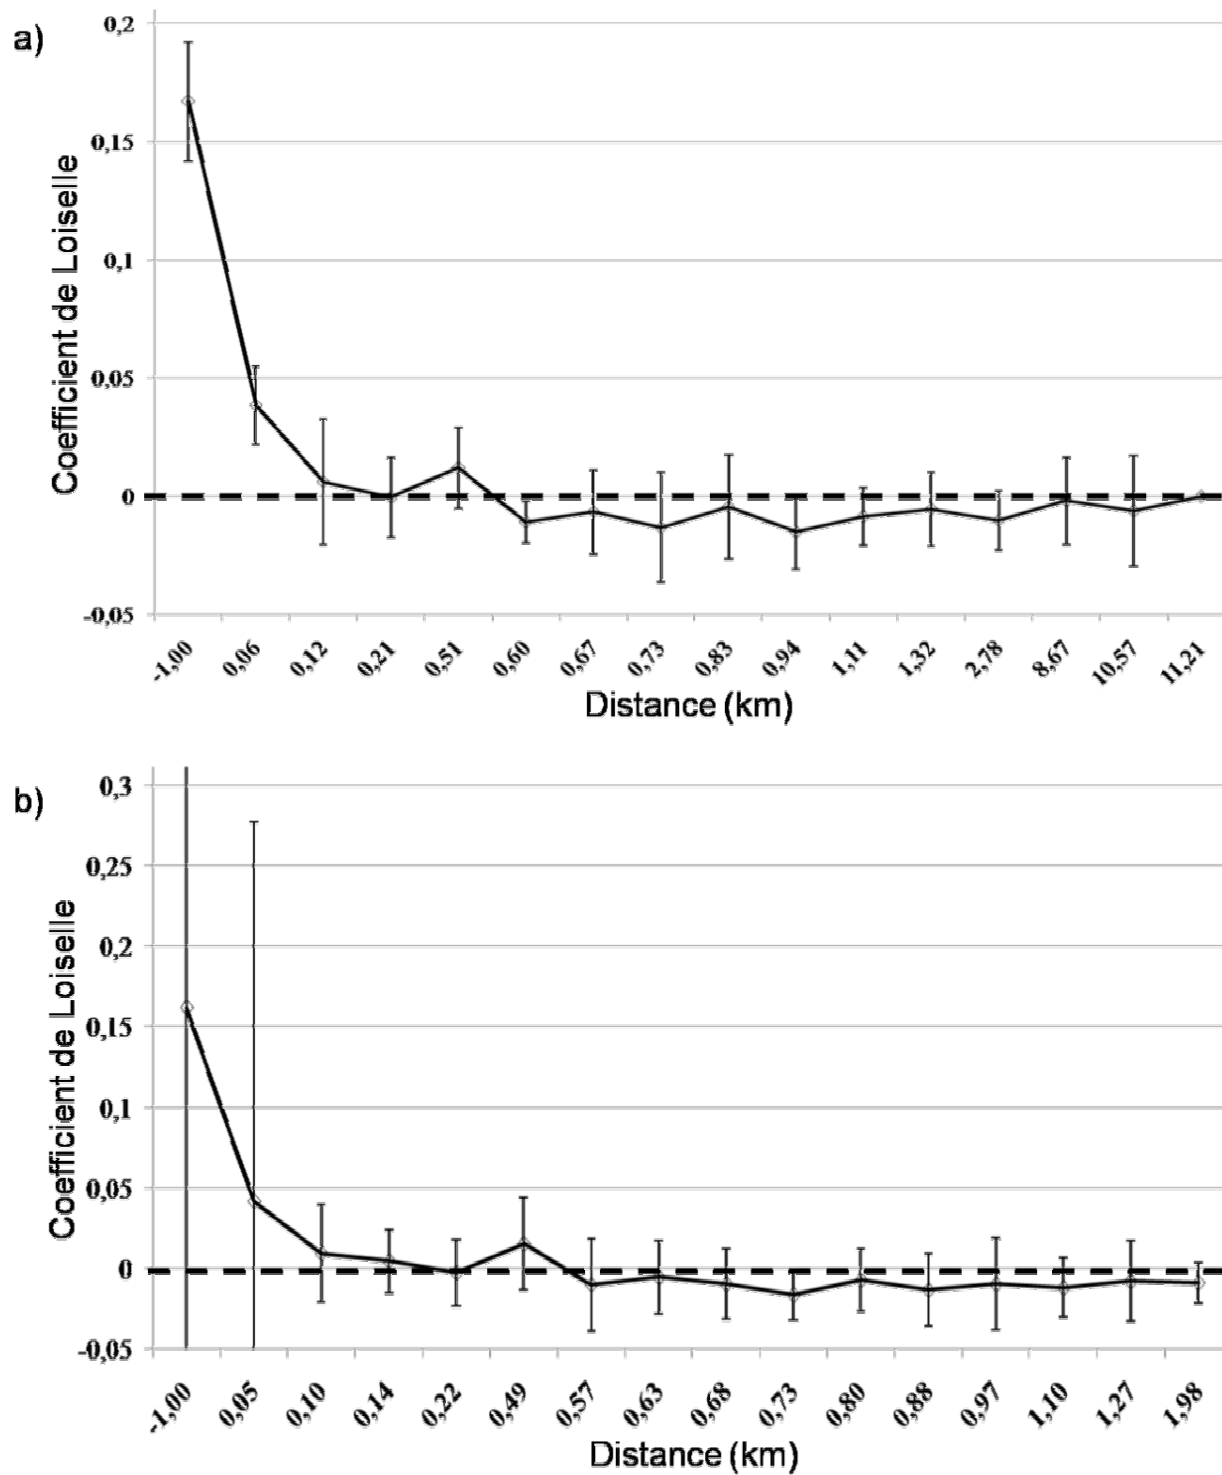 a)
Coefficient de Loiselle
0,2
0,15
0,1
0,05
0
-0,05
-1,00 0,06 0,12 0,21 0,51 0,60 0,67 0,73 0,83 0,94 1,11 1,32 2,78 8,67 10,57 11,21
Distance (km)
b)
Coefficient de Loiselle
0,3
0,25
0,2
0,15
0,1
0,05
0
-0,05
-1,00 0,05 0,10 0,14 0,22 0,49 0,57 0,63 0,68 0,73 0,80 0,88 0,97 1,10 1,27 1,98
Distance (km)